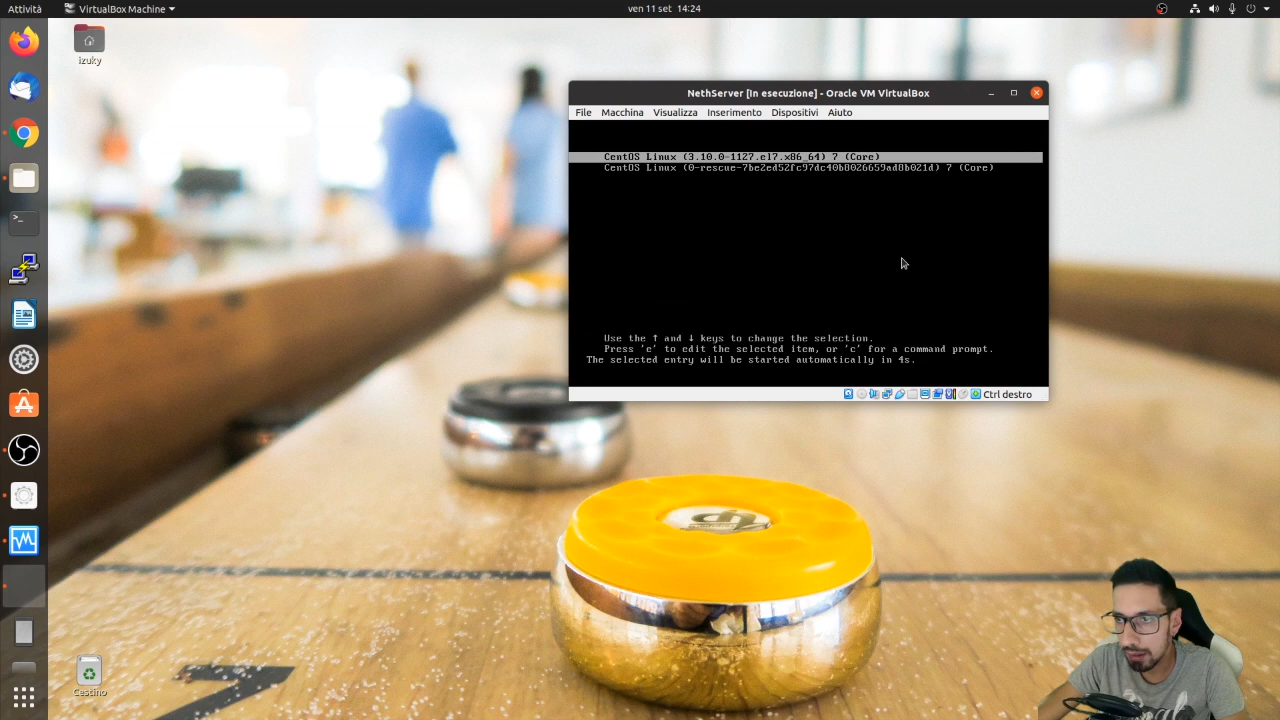 Attività
VirtualBox Machine
ven 11 set 14:24
izuky
NethServer [In esecuzione] - Oracle VM VirtualBox
File Macchina Visualizza Inserimento Dispositivi Aiuto
CentOS Linux (3.10.0-1127.el7.x86_64) 7 (Core)
CentOS Linux (0-rescue-7be2ed52fc97dc40b8026659ad8b021d) 7 (Core)
Use the ↑ and ↓ keys to change the selection.
Press 'e' to edit the selected item, or 'c' for a command prompt.
The selected entry will be started automatically in 4s.
Ctrl destro
Cestino
7